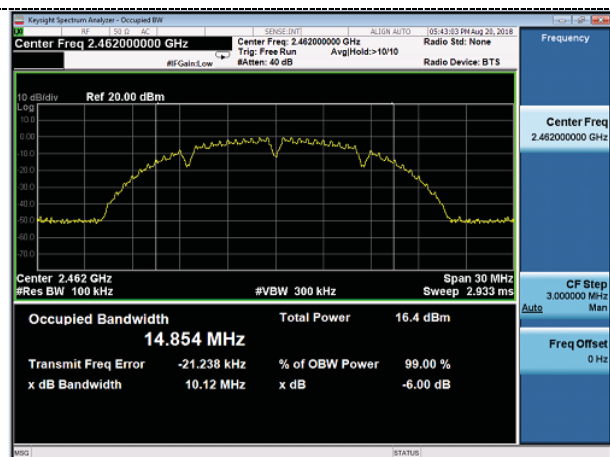 Keysight Spectrum Analyzer - Occupied BW
RF 50 Ω AC SENSE:INT ALIGN AUTO 05:43:03 PM Aug 20, 2018
Center Freq 2.462000000 GHz Center Freq: 2.462000000 GHz Radio Std: None Frequency
Trig: Free Run Avg|Hold:>10/10
#IFGain:Low #Atten: 40 dB Radio Device: BTS
10 dB/div Ref 20.00 dBm
Log
10.0
0.00
-10.0
-20.0
-30.0
-40.0
-50.0
-60.0
-70.0
Center 2.462 GHz Span 30 MHz
#Res BW 100 kHz #VBW 300 kHz Sweep 2.933 ms
Occupied Bandwidth Total Power 16.4 dBm
14.854 MHz
Transmit Freq Error -21.238 kHz % of OBW Power 99.00 %
x dB Bandwidth 10.12 MHz x dB -6.00 dB
Center Freq
2.462000000 GHz
CF Step
3.000000 MHz
Auto Man
Freq Offset
0 Hz
MSG STATUS